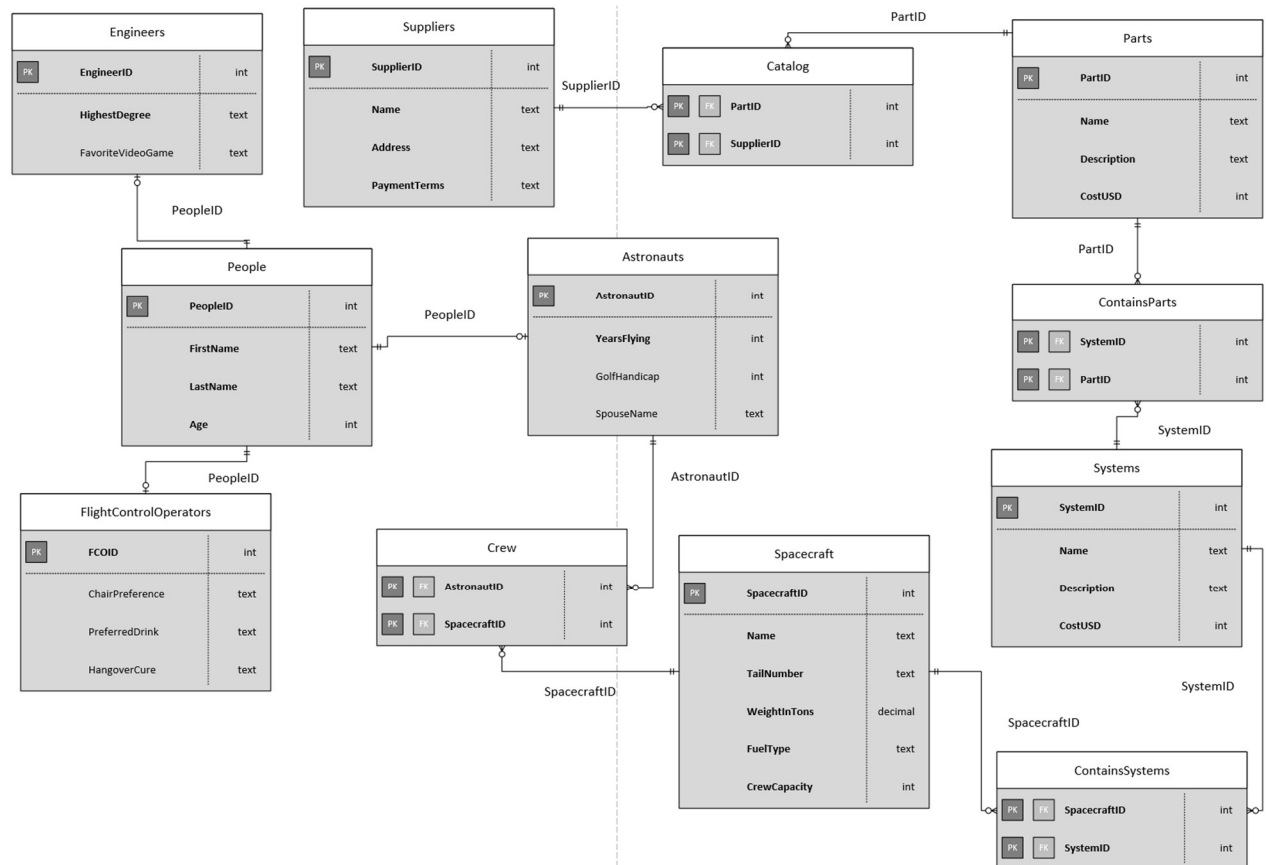 Engineers
PK EngineerID int
HighestDegree text
FavoriteVideoGame text
Suppliers
PK SupplierID int
Name text
Address text
PaymentTerms text
SupplierID
PartID
Catalog
PK FK PartID int
PK FK SupplierID int
Parts
PK PartID int
Name text
Description text
CostUSD int
PeopleID
People
PK PeopleID int
FirstName text
LastName text
Age int
PeopleID
Astronauts
PK AstronautID int
YearsFlying int
GolfHandicap int
SpouseName text
PartID
ContainsParts
PK FK SystemID int
PK FK PartID int
SystemID
PeopleID
FlightControlOperators
PK FCOID int
ChairPreference text
PreferredDrink text
HangoverCure text
AstronautID
Crew
PK FK AstronautID int
PK FK SpacecraftID int
SpacecraftID
Spacecraft
PK SpacecraftID int
Name text
TailNumber text
WeightInTons decimal
FuelType text
CrewCapacity int
Systems
PK SystemID int
Name text
Description text
CostUSD int
SystemID
SpacecraftID
ContainsSystems
PK FK SpacecraftID int
PK FK SystemID int